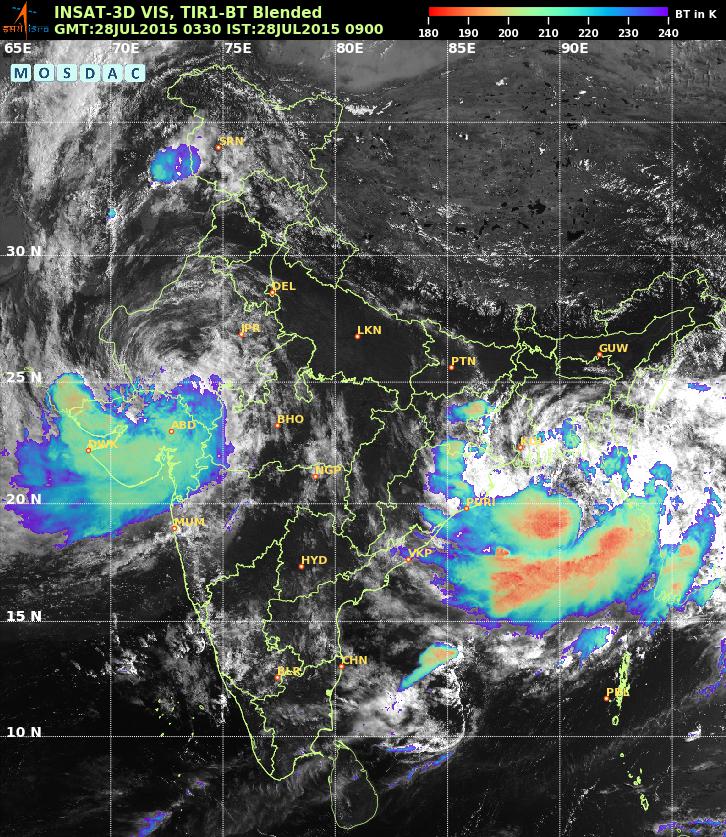 INSAT-3D VIS, TIR1-BT Blended
GMT:28JUL2015 0330 IST:28JUL2015 0900
BT in K
180 190 200 210 220 230 240
65E 70E 75E 80E 85E 90E
M O S D A C
SRN
30 N
DEL
JPR
LKN
GUW
PTN
25 N
ABD
BHO
DWK
NGP
20 N
PURI
MUM
VKP
HYD
15 N
CHN
BLR
PBL
10 N